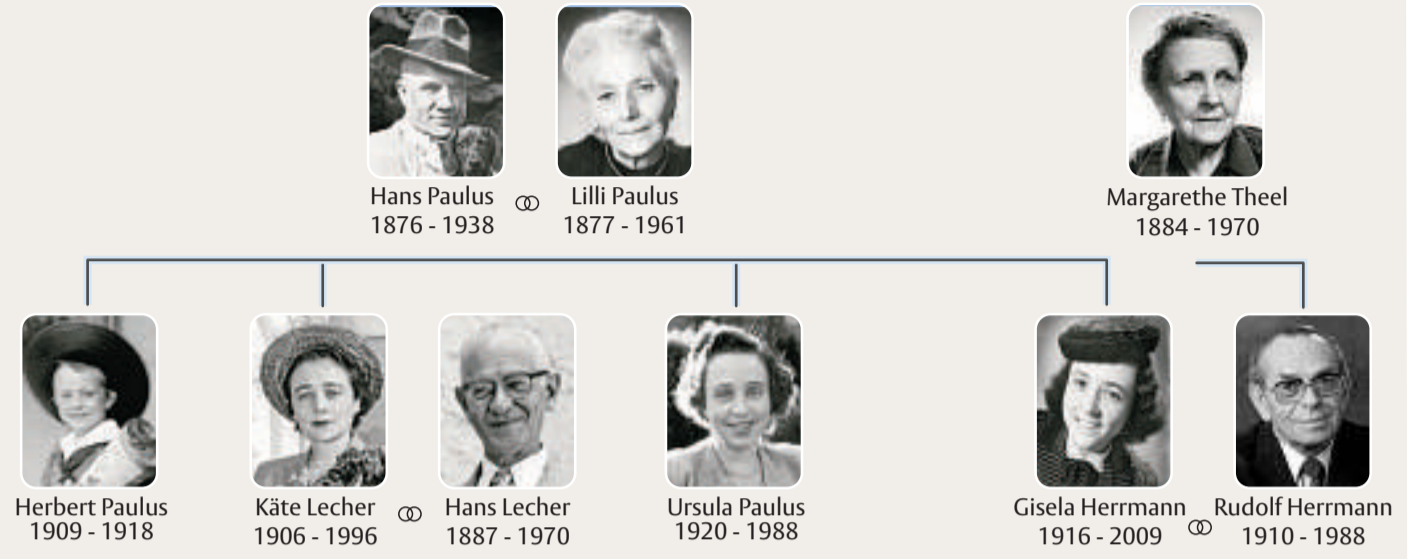 Hans Paulus
1876 - 1938
Lilli Paulus
1877 - 1961
Margarethe Theel
1884 - 1970
Herbert Paulus
1909 - 1918
Käte Lecher
1906 - 1996
Hans Lecher
1887 - 1970
Ursula Paulus
1920 - 1988
Gisela Herrmann
1916 - 2009
Rudolf Herrmann
1910 - 1988